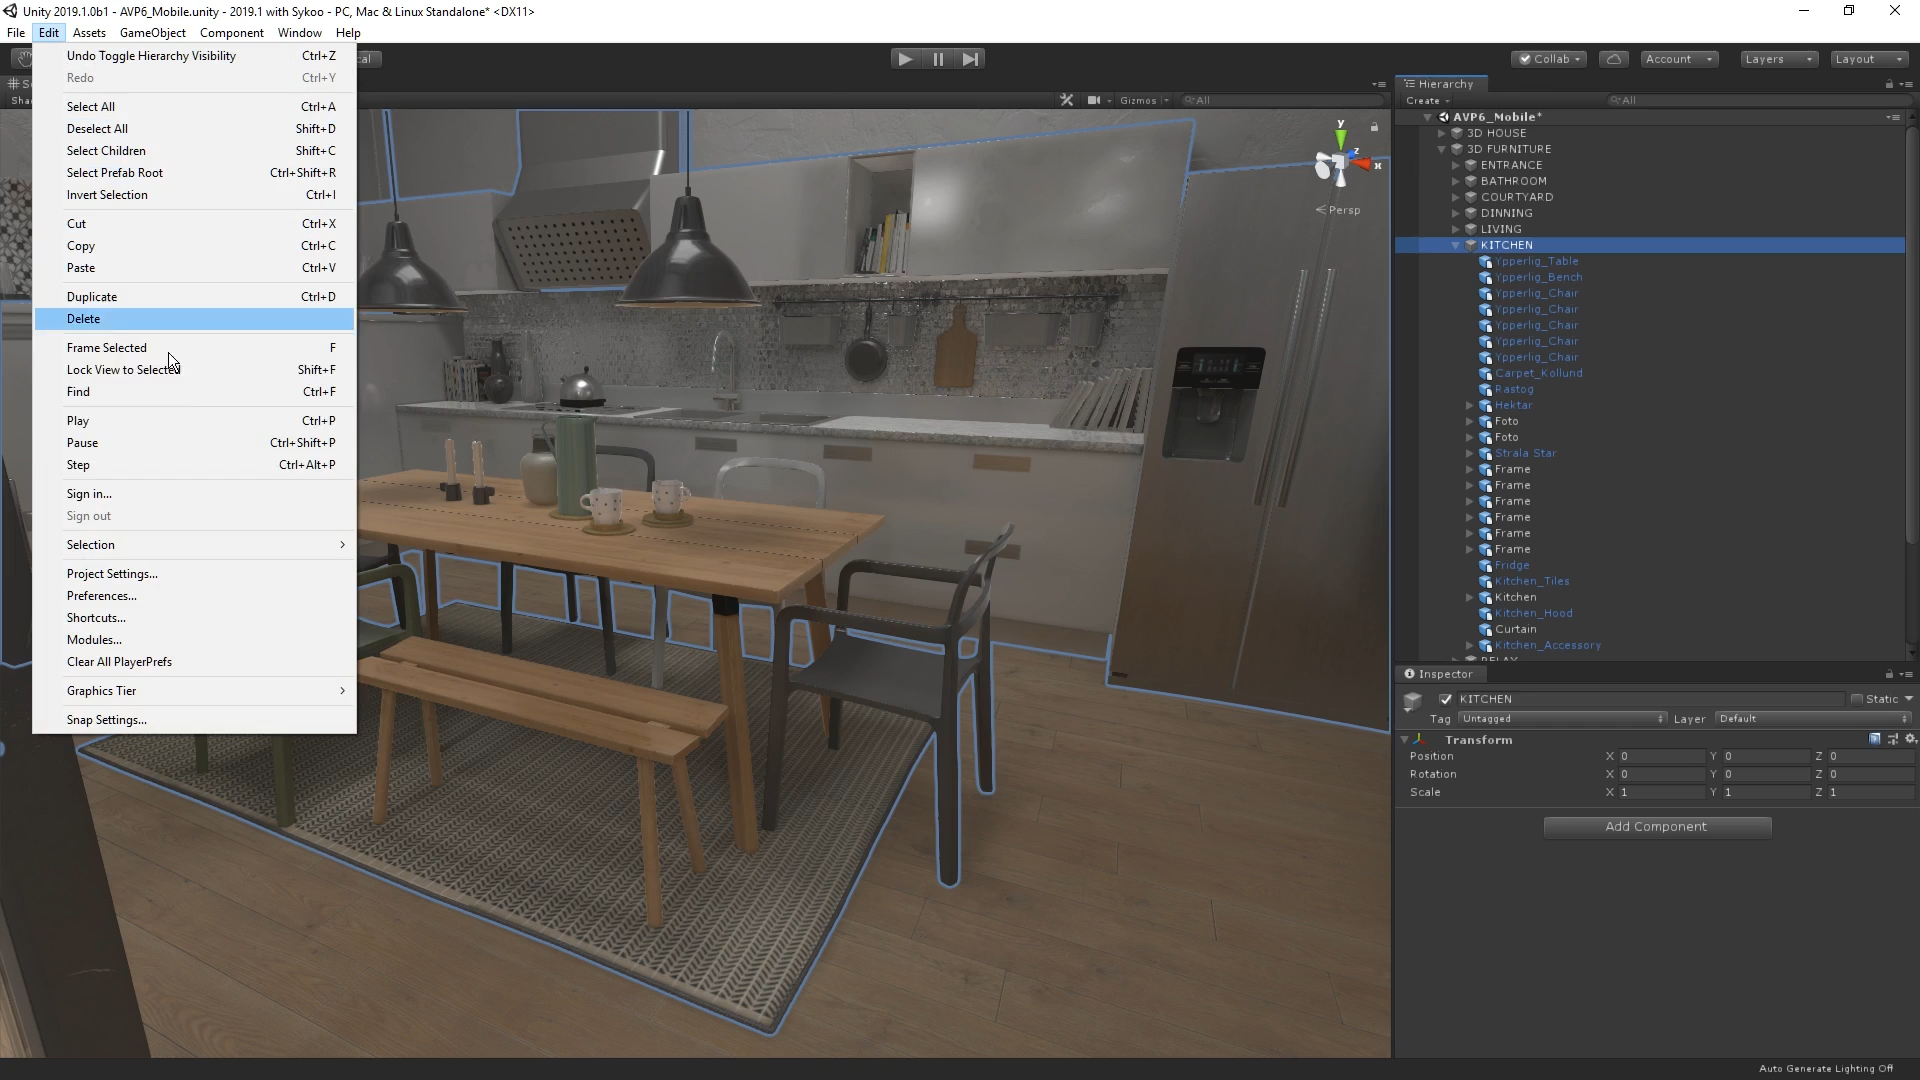 Unity 2019.1.0b1 - AVP6_Mobile.unity - 2019.1 with Sykoo - PC, Mac & Linux Standalone* <DX11>
File Edit Assets GameObject Component Window Help
Collab Account Layers Layout
Gizmos All
Undo Toggle Hierarchy Visibility Ctrl+Z
Redo Ctrl+Y
Select All Ctrl+A
Deselect All Shift+D
Select Children Shift+C
Select Prefab Root Ctrl+Shift+R
Invert Selection Ctrl+I
Cut Ctrl+X
Copy Ctrl+C
Paste Ctrl+V
Duplicate Ctrl+D
Delete
Frame Selected F
Lock View to Selected Shift+F
Find Ctrl+F
Play Ctrl+P
Pause Ctrl+Shift+P
Step Ctrl+Alt+P
Sign in...
Sign out
Selection
Project Settings...
Preferences...
Shortcuts...
Modules...
Clear All PlayerPrefs
Graphics Tier
Snap Settings...
y
z
x
Persp
Hierarchy
Create All
AVP6_Mobile*
3D HOUSE
3D FURNITURE
ENTRANCE
BATHROOM
COURTYARD
DINNING
LIVING
KITCHEN
Ypperlig_Table
Ypperlig_Bench
Ypperlig_Chair
Ypperlig_Chair
Ypperlig_Chair
Ypperlig_Chair
Ypperlig_Chair
Carpet_Kollund
Rastog
Hektar
Foto
Foto
Strala Star
Frame
Frame
Frame
Frame
Frame
Frame
Fridge
Kitchen_Tiles
Kitchen
Kitchen_Hood
Curtain
Kitchen_Accessory
RELAX
Inspector
KITCHEN Static
Tag Untagged Layer Default
Transform
Position X 0 Y 0 Z 0
Rotation X 0 Y 0 Z 0
Scale X 1 Y 1 Z 1
Add Component
Auto Generate Lighting Off